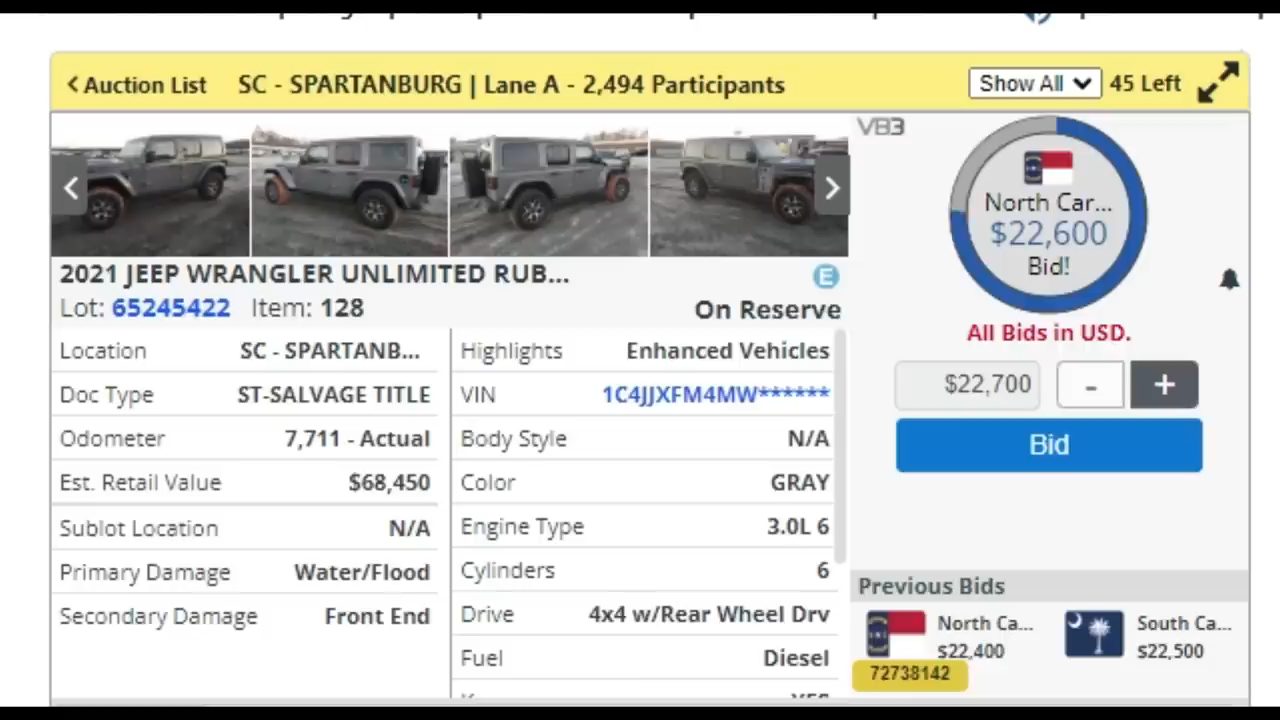 Auction List SC - SPARTANBURG | Lane A - 2,494 Participants Show All 45 Left
VB3
North Car...
$22,600
Bid!
2021 JEEP WRANGLER UNLIMITED RUB... E
Lot: 65245422 Item: 128 On Reserve
All Bids in USD.
Location SC - SPARTANB...
Doc Type ST-SALVAGE TITLE
Odometer 7,711 - Actual
Est. Retail Value $68,450
Sublot Location N/A
Primary Damage Water/Flood
Secondary Damage Front End
Highlights Enhanced Vehicles
VIN 1C4JJXFM4MW******
Body Style N/A
Color GRAY
Engine Type 3.0L 6
Cylinders 6
Drive 4x4 w/Rear Wheel Drv
Fuel Diesel
$22,700 - +
Bid
Previous Bids
North Ca... South Ca...
$22,400 $22,500
72738142